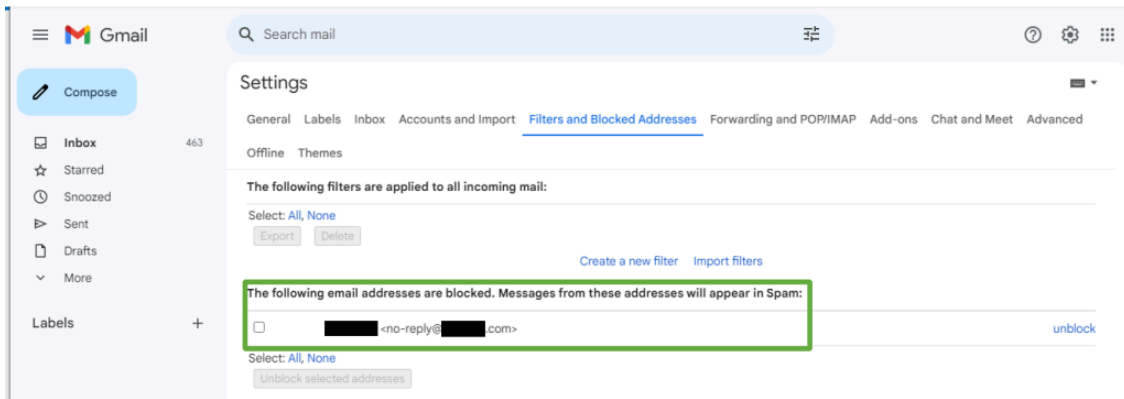 Gmail
Search mail
Compose
Inbox 463
Starred
Snoozed
Sent
Drafts
More
Labels +
Settings
General Labels Inbox Accounts and Import Filters and Blocked Addresses Forwarding and POP/IMAP Add-ons Chat and Meet Advanced
Offline Themes
The following filters are applied to all incoming mail:
Select: All, None
Export Delete
Create a new filter Import filters
The following email addresses are blocked. Messages from these addresses will appear in Spam:
<no-reply@ .com> unblock
Select: All, None
Unblock selected addresses